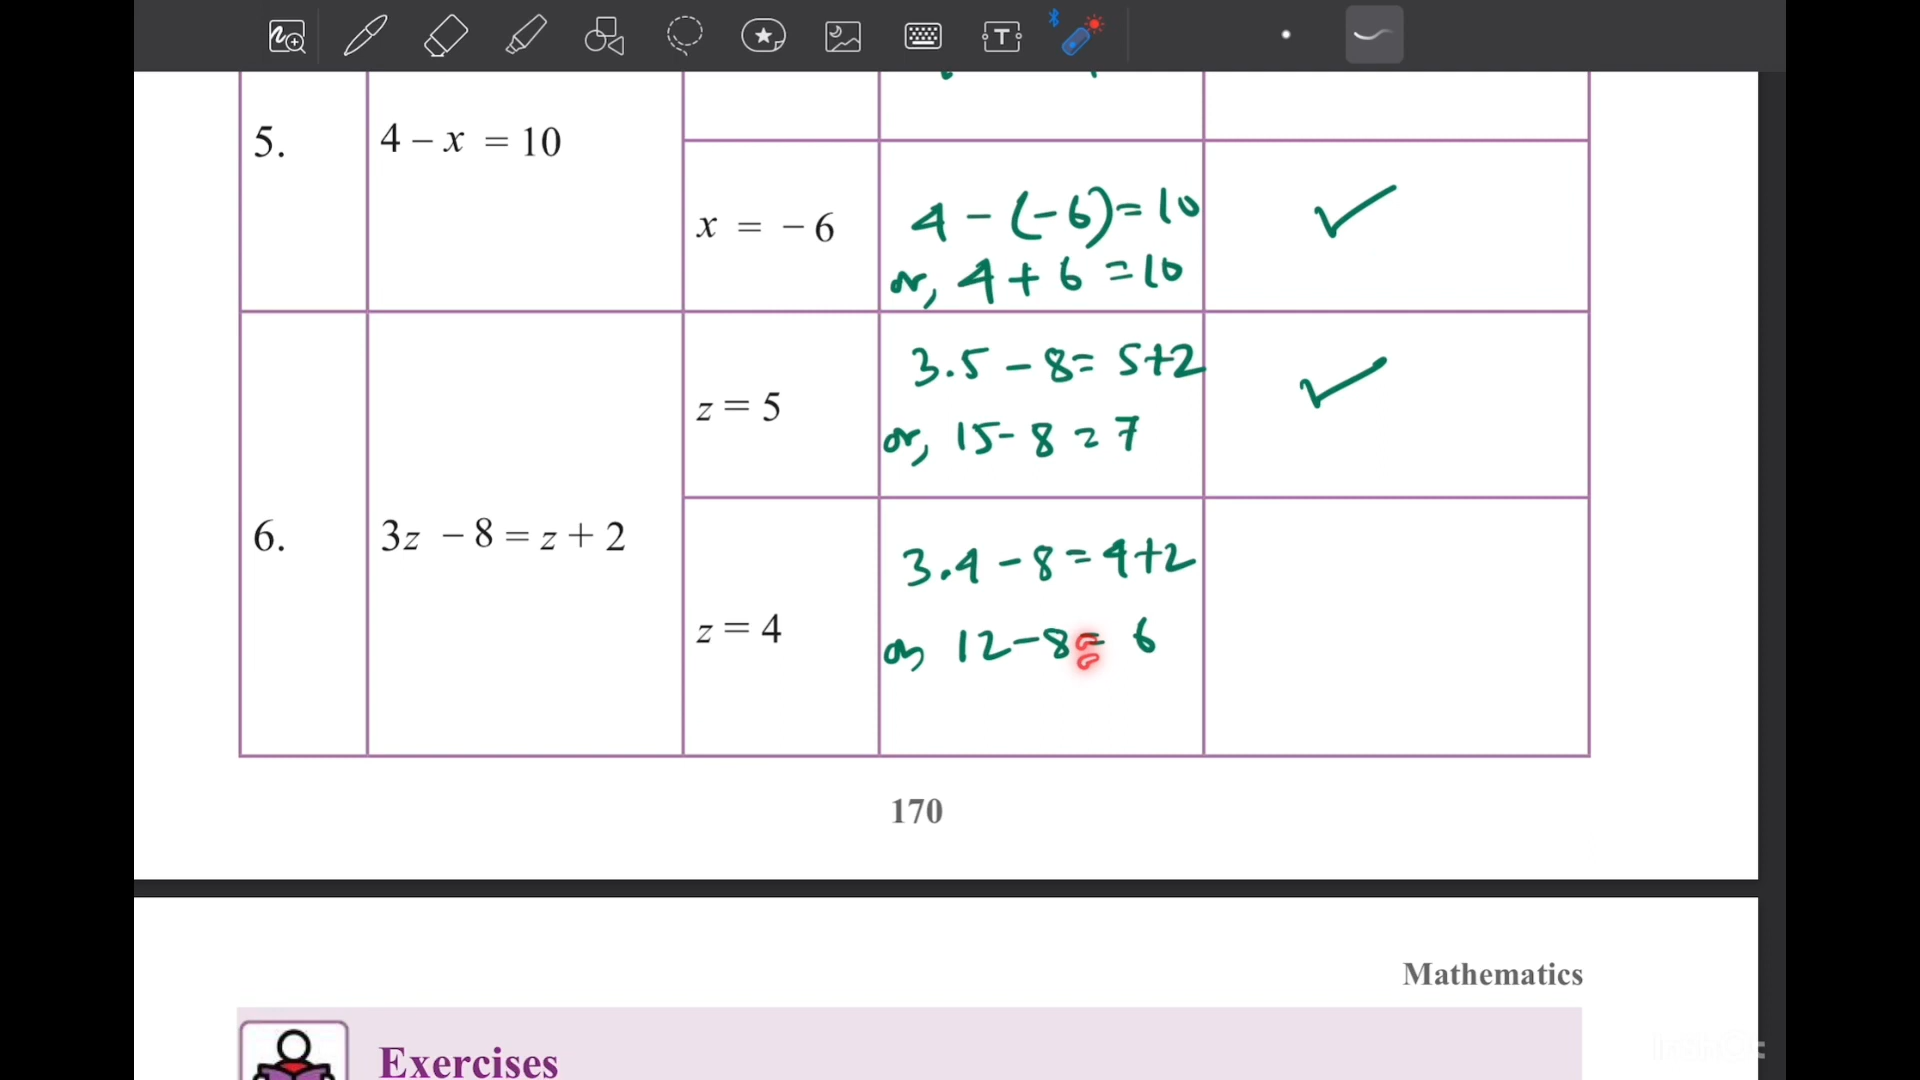 5.
4 – x = 10
x = – 6
4 - (-6) = 10
or, 4 + 6 = 10
6.
3z – 8 = z + 2
z = 5
3.5 - 8 = 5+2
or, 15 - 8 = 7
z = 4
3.4 - 8 = 4+2
or 12 - 8 = 6
170
Mathematics
Exercises